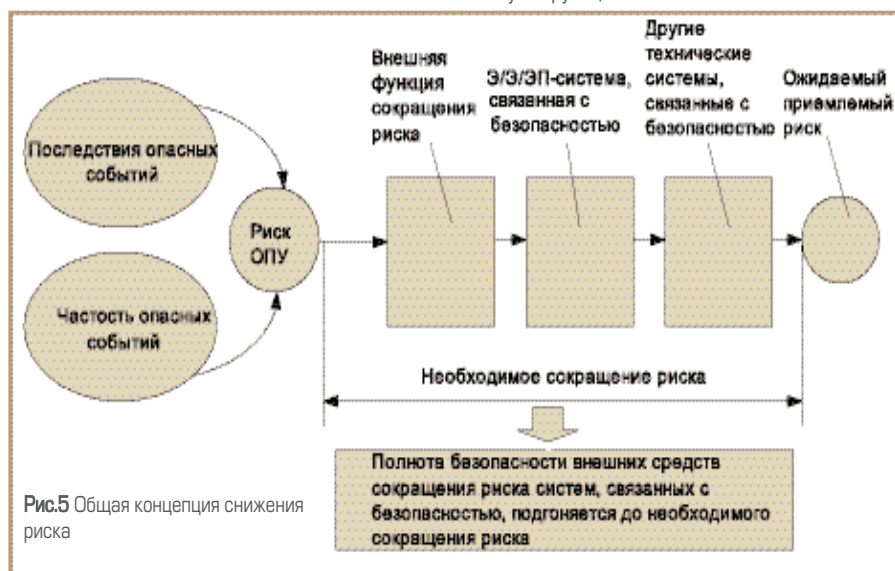 Последствия опасных
событий
Частость опасных
событий
Риск
ОПУ
Внешняя
функция
сокращения
риска
Э/Э/ЭП-система,
связанная с
безопасностью
Другие
технические
системы,
связанные с
безопасностью
Ожидаемый
приемлемый
риск
Необходимое сокращение риска
Полнота безопасности внешних средств
сокращения риска систем, связанных с
безопасностью, подгоняется до необходимого
сокращения риска
Рис.5 Общая концепция снижения
риска